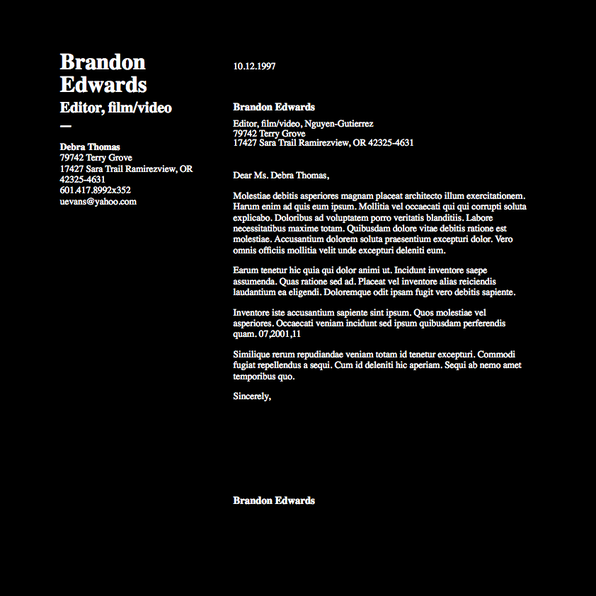 Brandon
Edwards
Editor, film/video
Debra Thomas
79742 Terry Grove
17427 Sara Trail Ramirezview, OR
42325-4631
601.417.8992x352
uevans@yahoo.com
10.12.1997
Brandon Edwards
Editor, film/video, Nguyen-Gutierrez
79742 Terry Grove
17427 Sara Trail Ramirezview, OR 42325-4631
Dear Ms. Debra Thomas,
Molestiae debitis asperiores magnam placeat architecto illum exercitationem.
Harum enim ad quis eum ipsum. Mollitia vel occaecati qui qui corrupti soluta
explicabo. Doloribus ad voluptatem porro veritatis blanditiis. Labore
necessitatibus maxime totam. Quibusdam dolore vitae debitis ratione est
molestiae. Accusantium dolorem soluta praesentium excepturi dolor. Vero
omnis officiis mollitia velit unde excepturi deleniti eum.
Earum tenetur hic quia qui dolor animi ut. Incidunt inventore saepe
assumenda. Quas ratione sed ad. Placeat vel inventore alias reiciendis
laudantium ea eligendi. Doloremque odit ipsam fugit vero debitis sapiente.
Inventore iste accusantium sapiente sint ipsum. Quos molestiae vel
asperiores. Occaecati veniam incidunt sed ipsum quibusdam perferendis
quam. 07,2001,11
Similique rerum repudiandae veniam totam id tenetur excepturi. Commodi
fugiat repellendus a sequi. Cum id deleniti hic aperiam. Sequi ab nemo amet
temporibus quo.
Sincerely,
Brandon Edwards